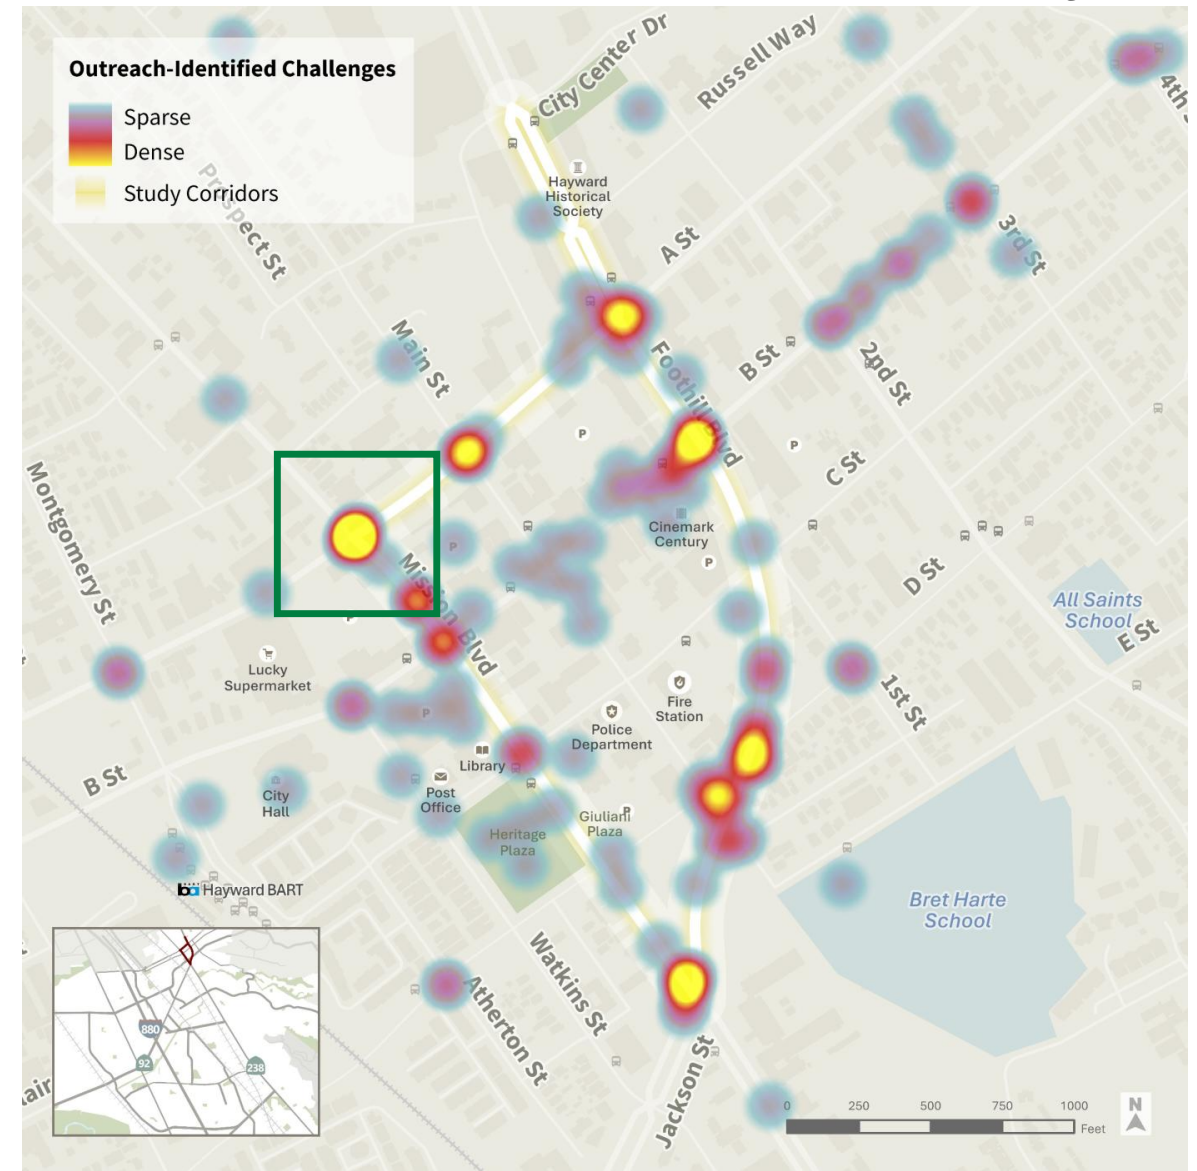 Outreach-Identified Challenges
Sparse
Dense
Study Corridors
City Center Dr
Russell Way
4th
Prospect St
Hayward
Historical
Society
A St
3rd St
Main St
Foothill Blvd
B St
2nd St
P
P
C St
Montgomery St
Cinemark
Century
P
P
D St
Mission Blvd
All Saints
School
E St
P
Lucky
Supermarket
Fire
Station
1st St
P
Police
Department
Library
B St
City
Hall
Post
Office
Giuliani
Plaza
P
Heritage
Plaza
ba Hayward BART
Bret Harte
School
Watkins St
Atherton St
Jackson St
880
92
238
0 250 500 750 1000
Feet
N